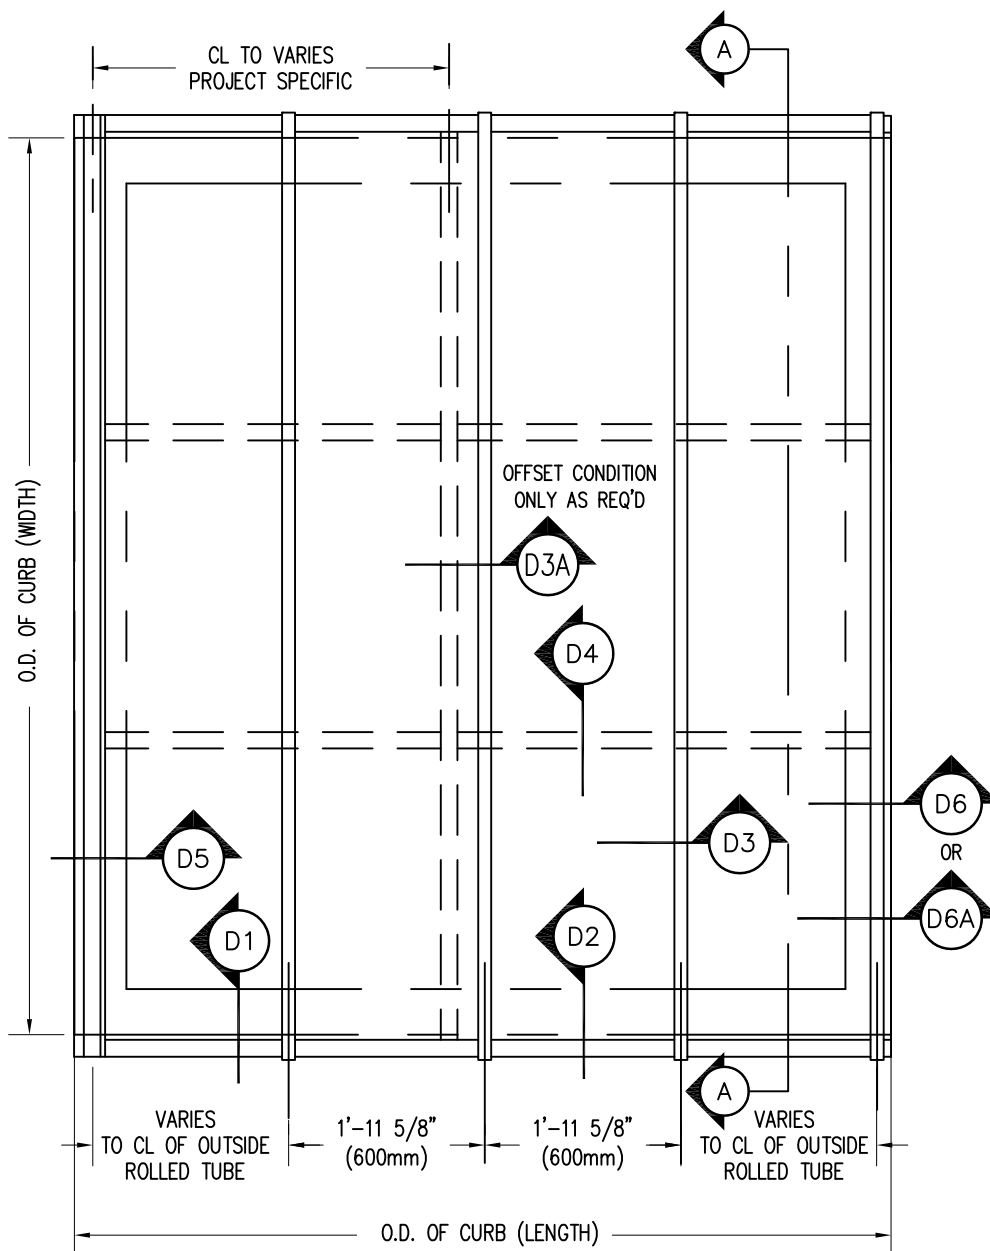 A
CL TO VARIES
PROJECT SPECIFIC
OFFSET CONDITION
ONLY AS REQ'D
D3A
O.D. OF CURB (WIDTH)
D4
D6
D3
OR
D5
D6A
D1
D2
A
VARIES
TO CL OF OUTSIDE
ROLLED TUBE
1'-11 5/8"
(600mm)
1'-11 5/8"
(600mm)
VARIES
TO CL OF OUTSIDE
ROLLED TUBE
O.D. OF CURB (LENGTH)